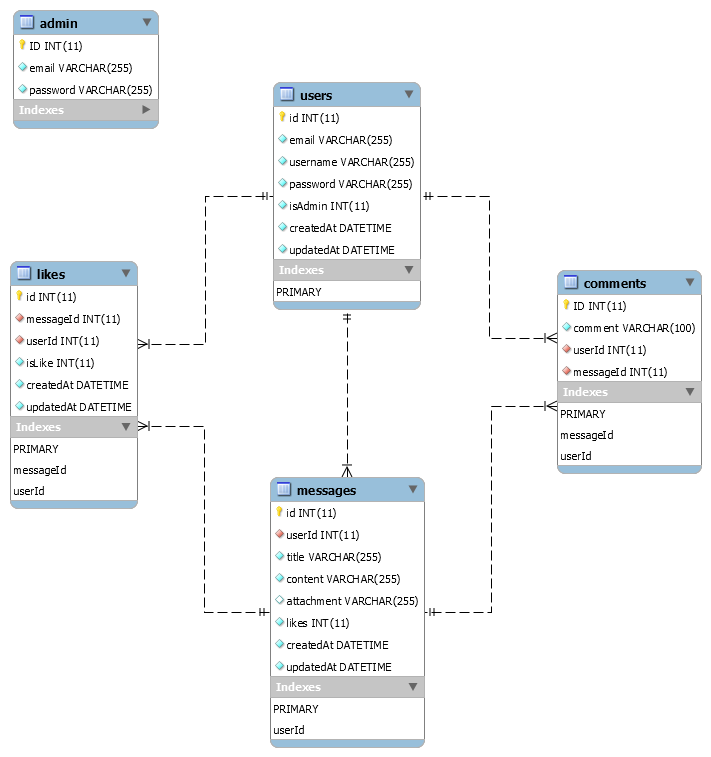 admin
ID INT(11)
email VARCHAR(255)
password VARCHAR(255)
Indexes
users
id INT(11)
email VARCHAR(255)
username VARCHAR(255)
password VARCHAR(255)
isAdmin INT(11)
createdAt DATETIME
updatedAt DATETIME
Indexes
PRIMARY
likes
id INT(11)
messageId INT(11)
userId INT(11)
isLike INT(11)
createdAt DATETIME
updatedAt DATETIME
Indexes
PRIMARY
messageId
userId
comments
ID INT(11)
comment VARCHAR(100)
userId INT(11)
messageId INT(11)
Indexes
PRIMARY
messageId
userId
messages
id INT(11)
userId INT(11)
title VARCHAR(255)
content VARCHAR(255)
attachment VARCHAR(255)
likes INT(11)
createdAt DATETIME
updatedAt DATETIME
Indexes
PRIMARY
userId